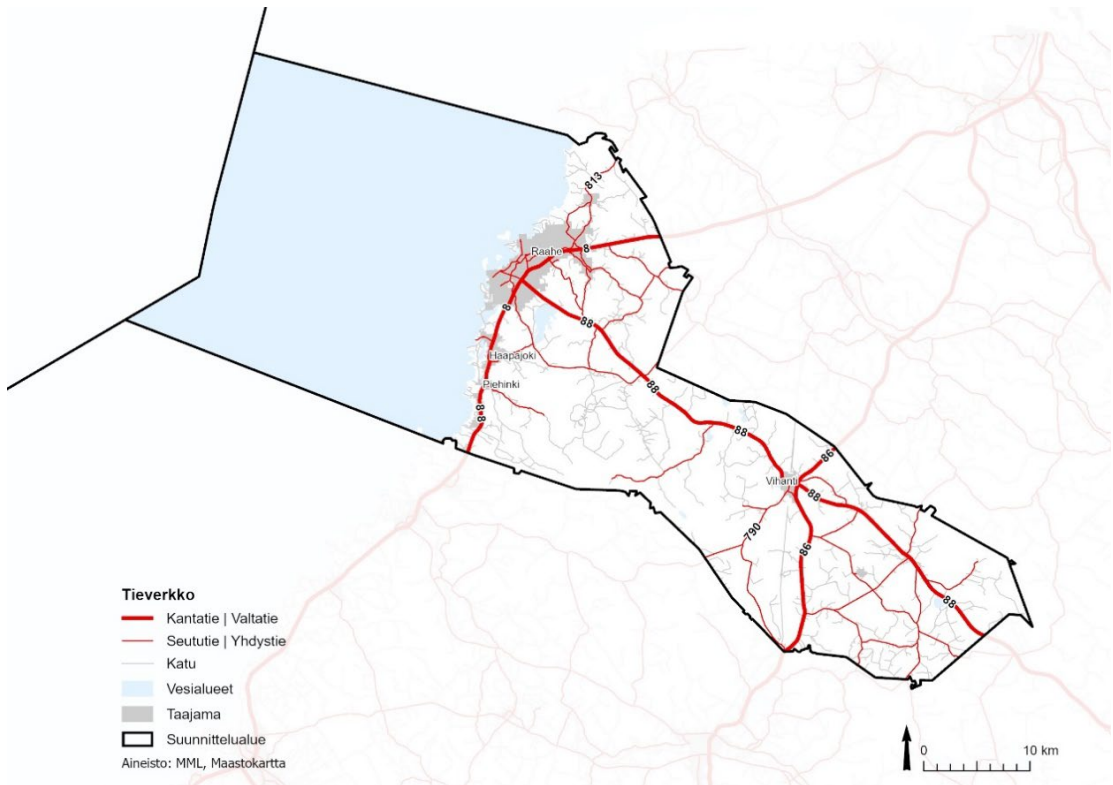 813
Raahe
8
8
88
Haapajoki
88
Piehinki
8
8
88
86
Vihanti
88
790
86
88
Tieverkko
Kantatie | Valtatie
Seututie | Yhdystie
Katu
Vesialueet
Taajama
Suunnittelualue
Aineisto: MML, Maastokartta
0 10 km